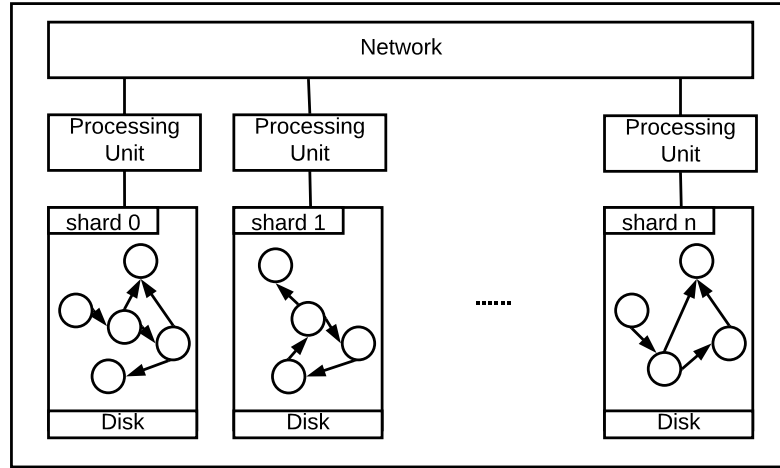 Network
Processing
Unit
Processing
Unit
Processing
Unit
shard 0
shard 1
shard n
Disk
Disk
Disk